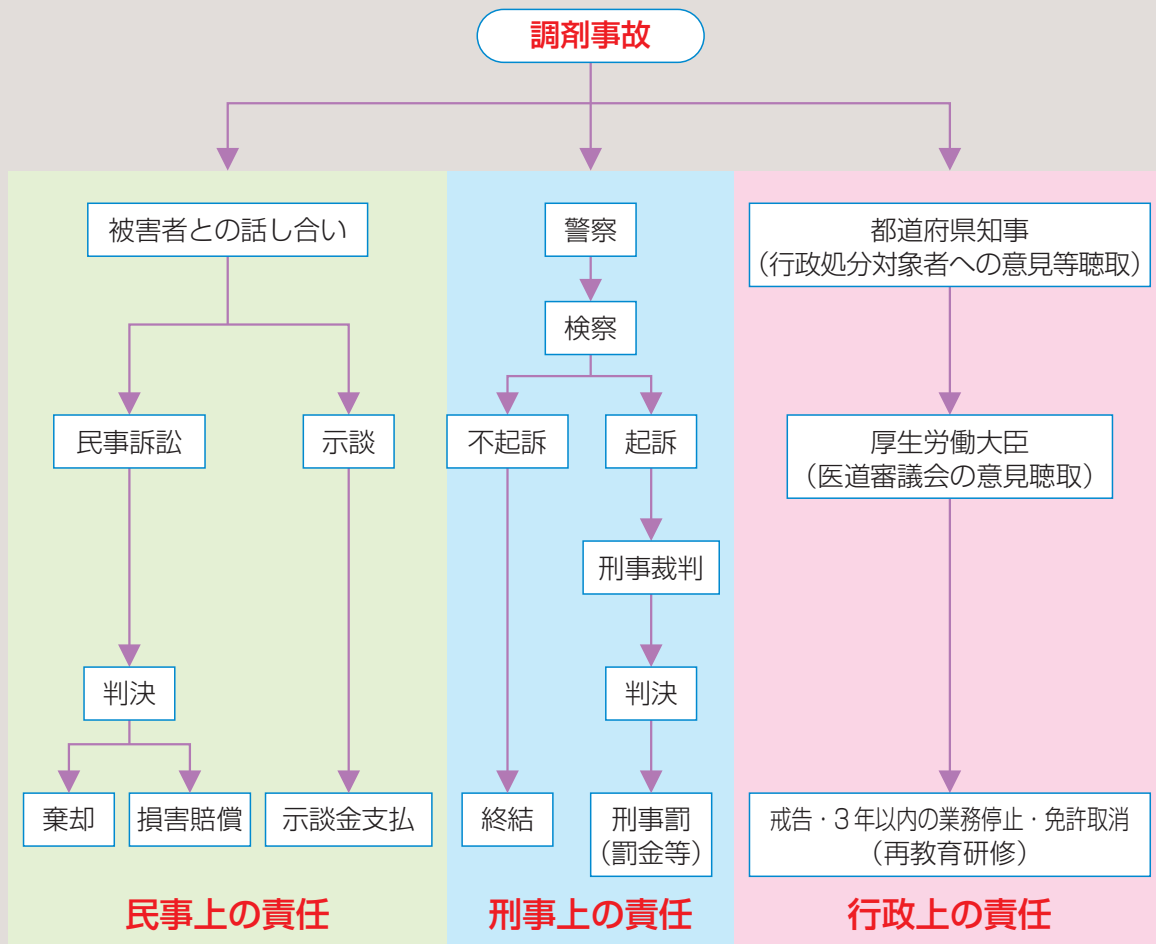 調剤事故
被害者との話し合い
民事訴訟
示談
判決
棄却
損害賠償
示談金支払
民事上の責任
警察
検察
不起訴
起訴
刑事裁判
判決
終結
刑事罰
(罰金等)
刑事上の責任
都道府県知事
(行政処分対象者への意見等聴取)
厚生労働大臣
(医道審議会の意見聴取)
戒告・3年以内の業務停止・免許取消
(再教育研修)
行政上の責任